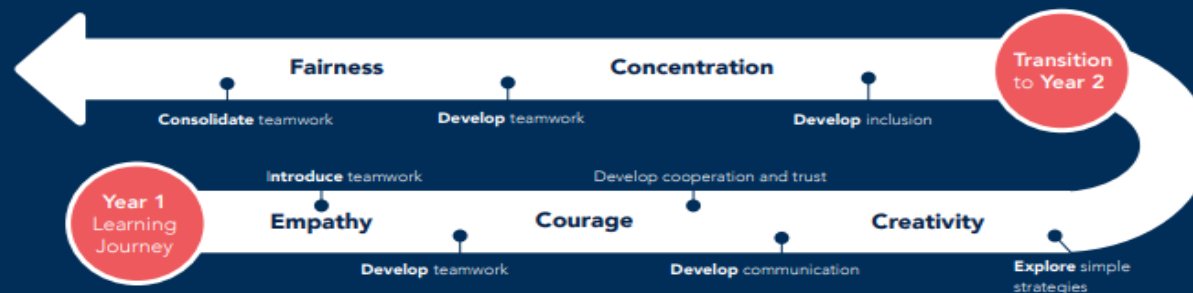 Fairness
Concentration
Transition
to Year 2
Consolidate teamwork
Develop teamwork
Develop inclusion
Introduce teamwork
Develop cooperation and trust
Year 1
Learning
Journey
Empathy
Courage
Creativity
Develop teamwork
Develop communication
Explore simple
strategies